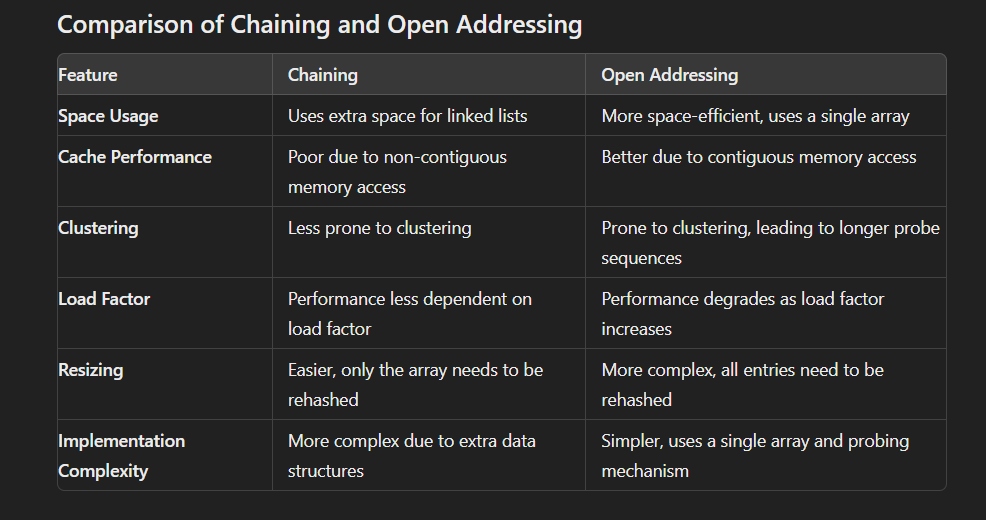 Comparison of Chaining and Open Addressing
Feature Chaining Open Addressing
Space Usage Uses extra space for linked lists More space-efficient, uses a single array
Cache Performance Poor due to non-contiguous Better due to contiguous memory access
memory access
Clustering Less prone to clustering Prone to clustering, leading to longer probe
sequences
Load Factor Performance less dependent on Performance degrades as load factor
load factor increases
Resizing Easier, only the array needs to be More complex, all entries need to be
rehashed rehashed
Implementation More complex due to extra data Simpler, uses a single array and probing
Complexity structures mechanism